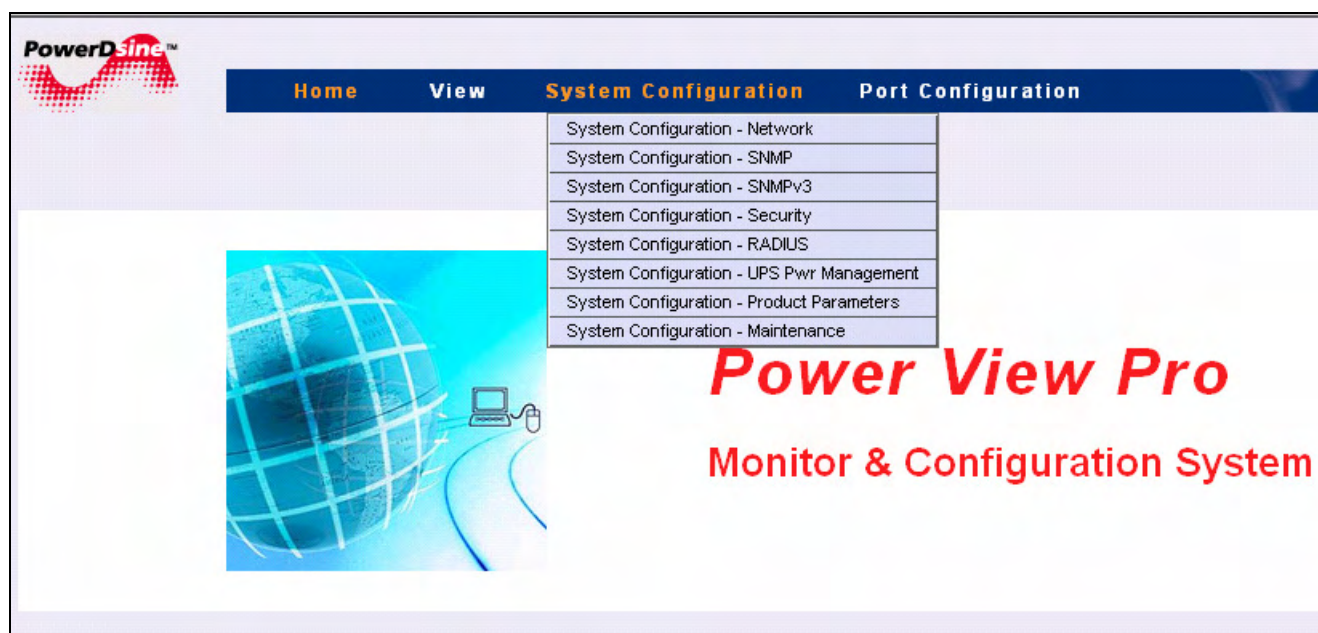 PowerDsine™
Home View System Configuration Port Configuration
System Configuration - Network
System Configuration - SNMP
System Configuration - SNMPv3
System Configuration - Security
System Configuration - RADIUS
System Configuration - UPS Pwr Management
System Configuration - Product Parameters
System Configuration - Maintenance
Power View Pro
Monitor & Configuration System